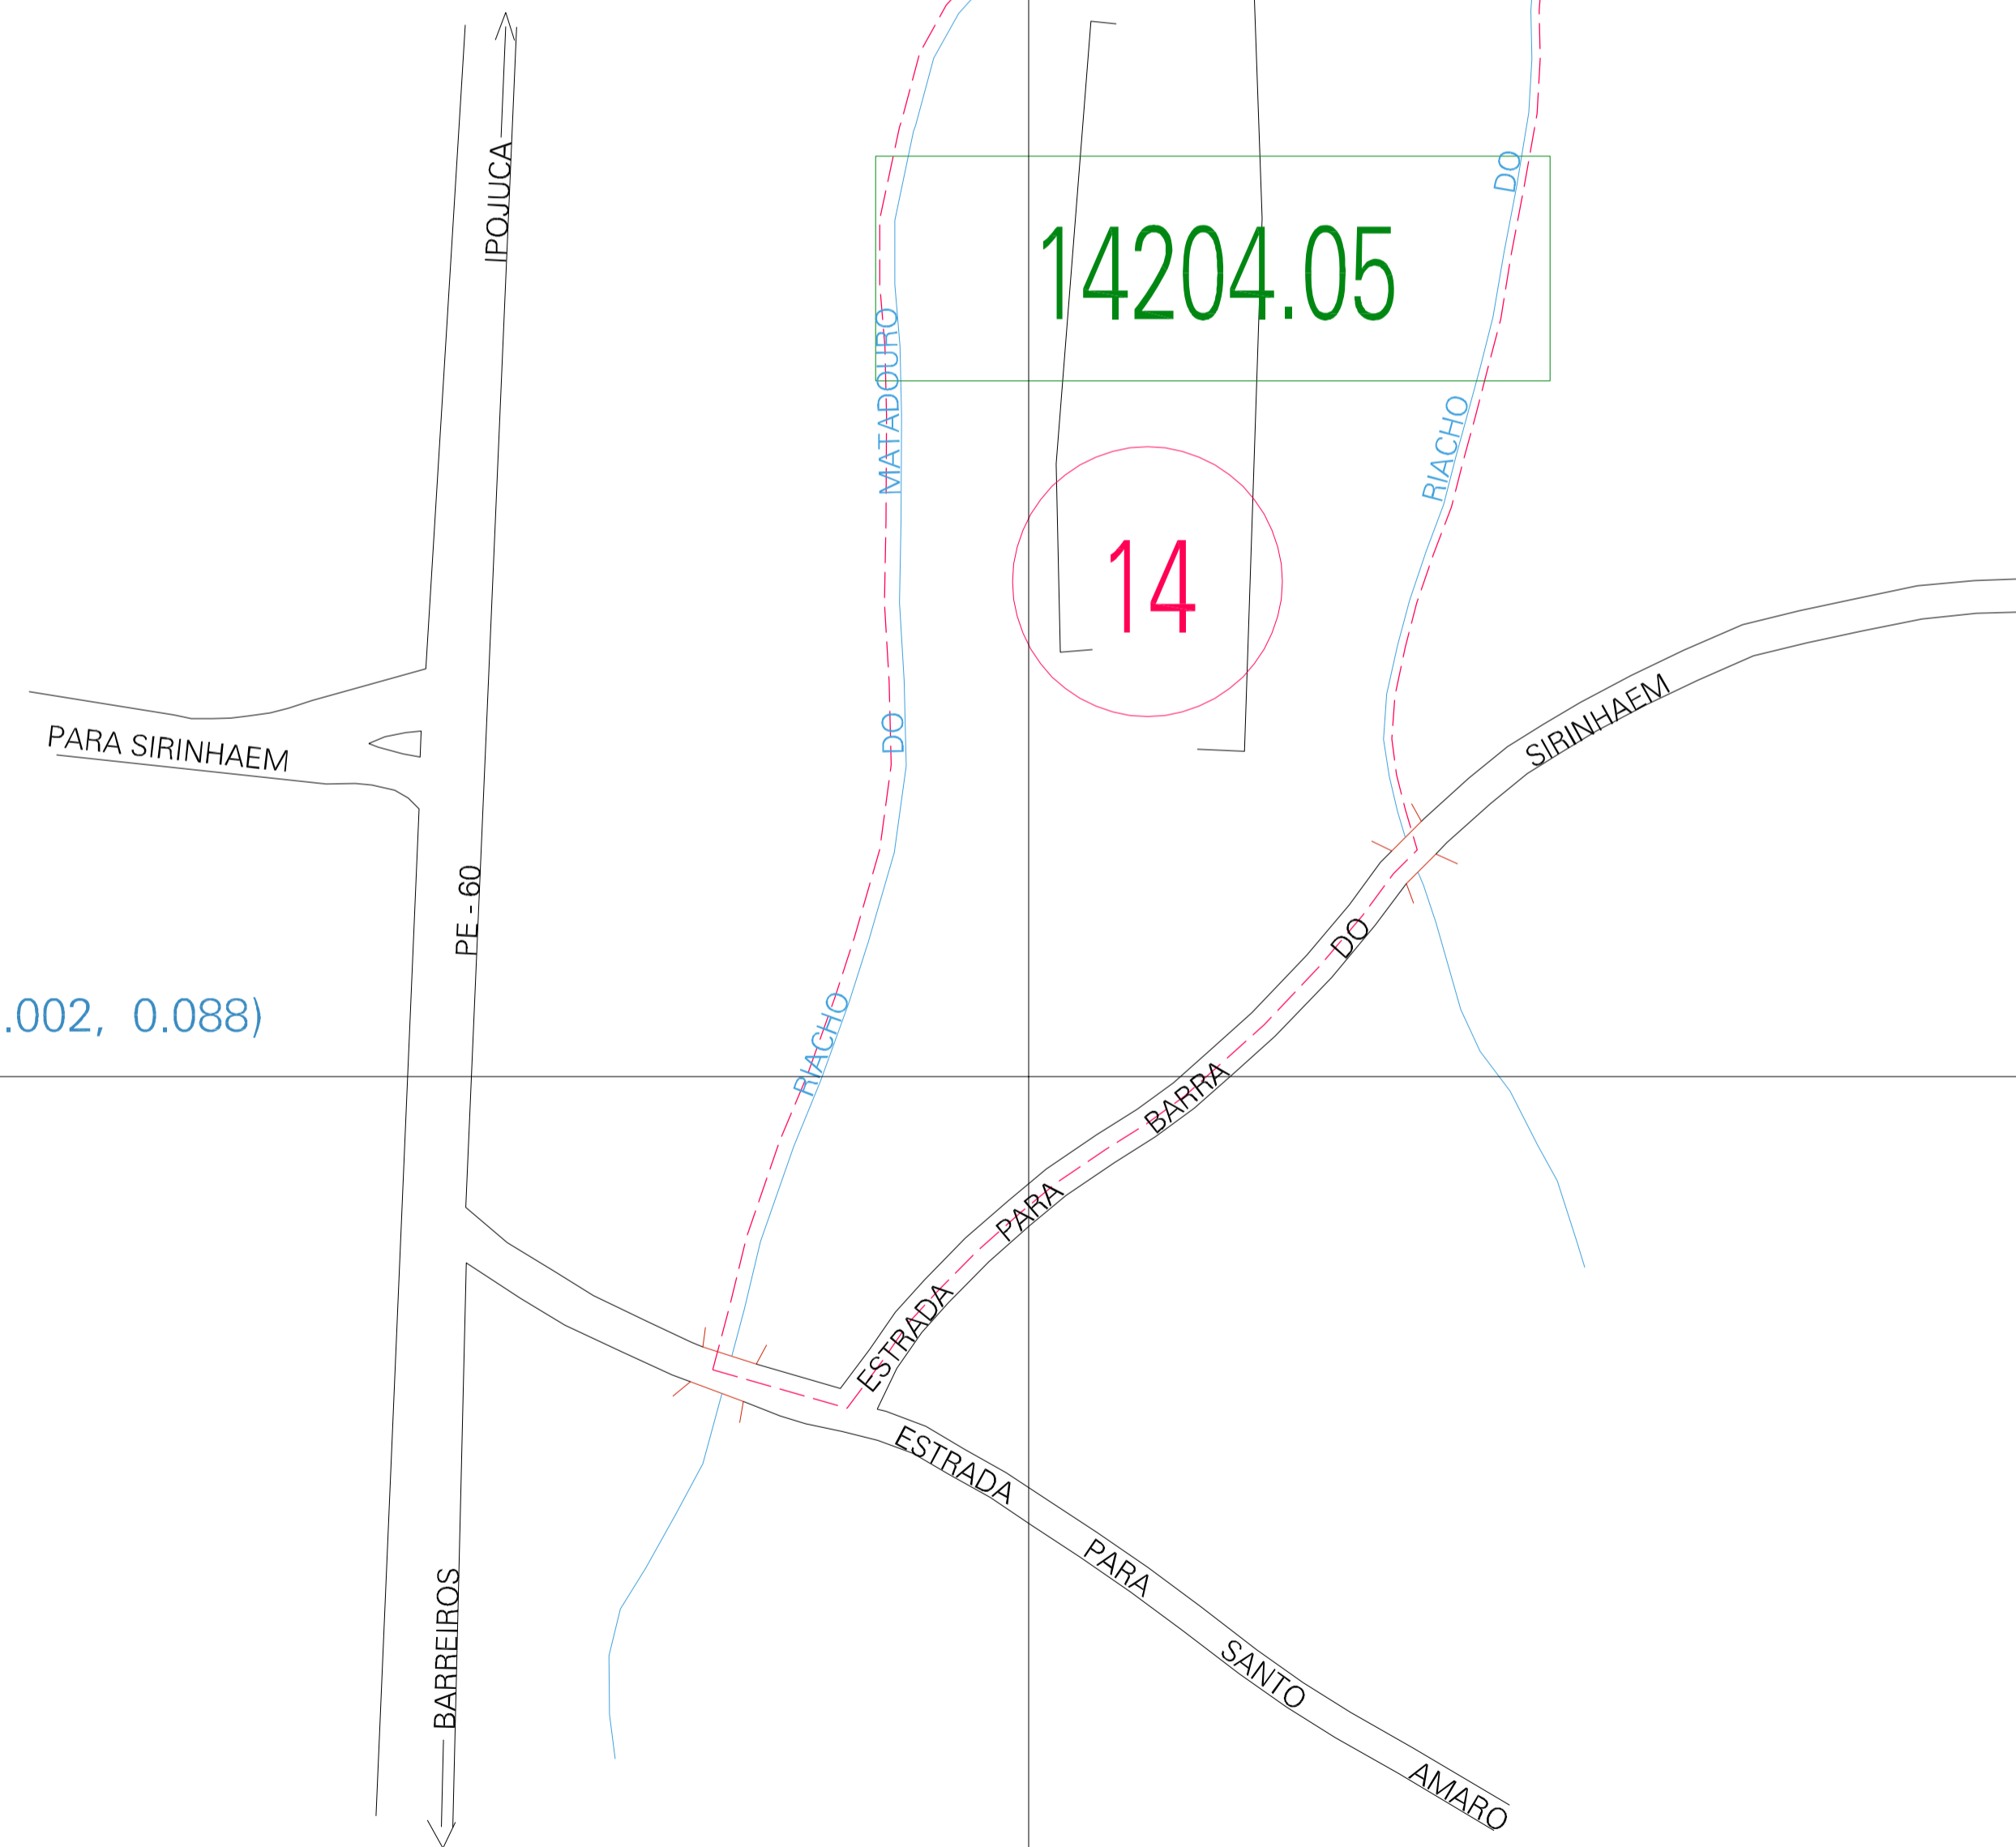 IPOJUCA
DO
14204.05
MATADOURO
RIACHO
14
DO
SIRINHAEM
PARA SIRINHAEM
PE - 60
DO
.002, 0.088)
RIACHO
BARRA
PARA
ESTRADA
ESTRADA
PARA
BARREIROS
SANTO
AMARO